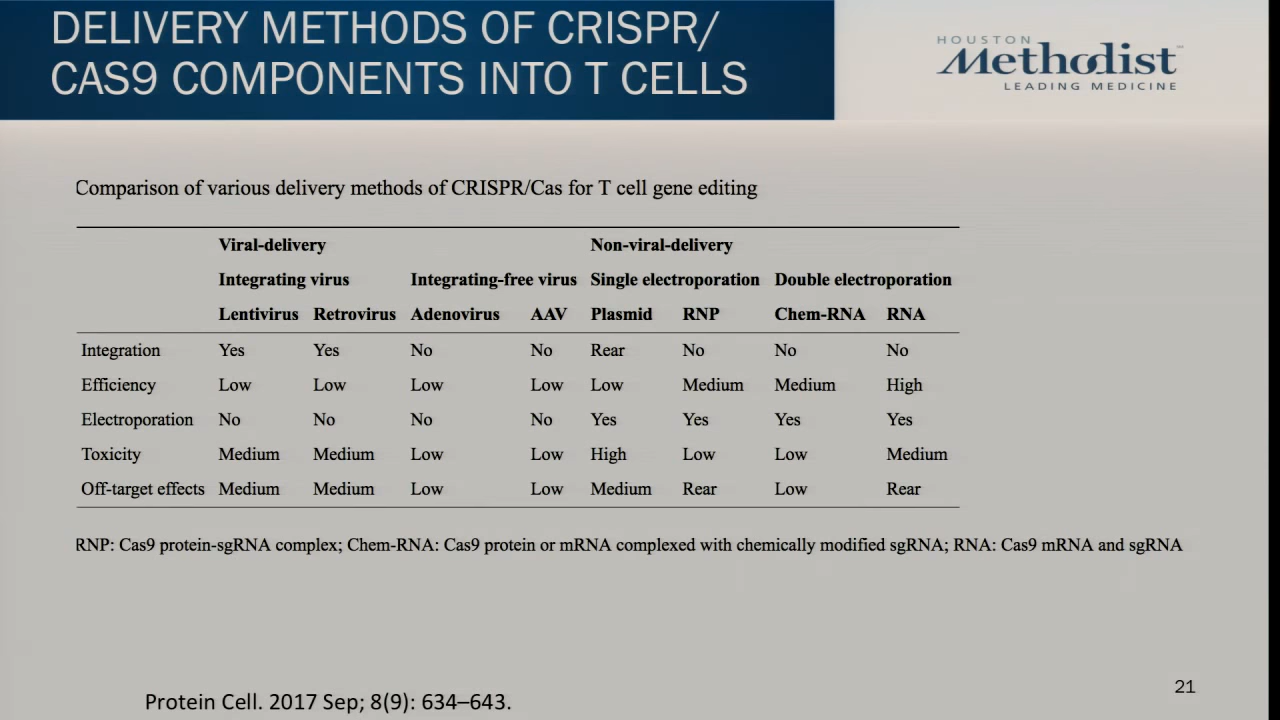 DELIVERY METHODS OF CRISPR/
CAS9 COMPONENTS INTO T CELLS
HOUSTON
Methodist
LEADING MEDICINE
Comparison of various delivery methods of CRISPR/Cas for T cell gene editing
Viral-delivery Non-viral-delivery
Integrating virus Integrating-free virus Single electroporation Double electroporation
Lentivirus Retrovirus Adenovirus AAV Plasmid RNP Chem-RNA RNA
Integration Yes Yes No No Rear No No No
Efficiency Low Low Low Low Low Medium Medium High
Electroporation No No No No Yes Yes Yes Yes
Toxicity Medium Medium Low Low High Low Low Medium
Off-target effects Medium Medium Low Low Medium Rear Low Rear
RNP: Cas9 protein-sgRNA complex; Chem-RNA: Cas9 protein or mRNA complexed with chemically modified sgRNA; RNA: Cas9 mRNA and sgRNA
Protein Cell. 2017 Sep; 8(9): 634–643.
21